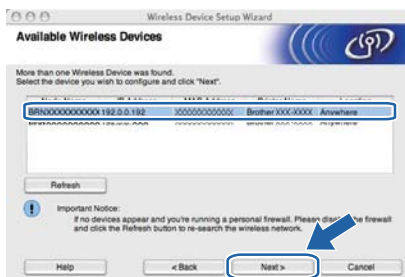 Wireless Device Setup Wizard
Available Wireless Devices
More than one Wireless Device was found.
Select the device you wish to configure and click "Next".
BRNXXXXXXXXXX 192.0.0.192 XXXXXXXXXXXX Brother XXX-XXXX Anywhere
Refresh
Important Notice:
If no devices appear and you're running a personal firewall. Please the firewall
and click the Refresh button to re-search the wireless network.
Help < Back Next > Cancel